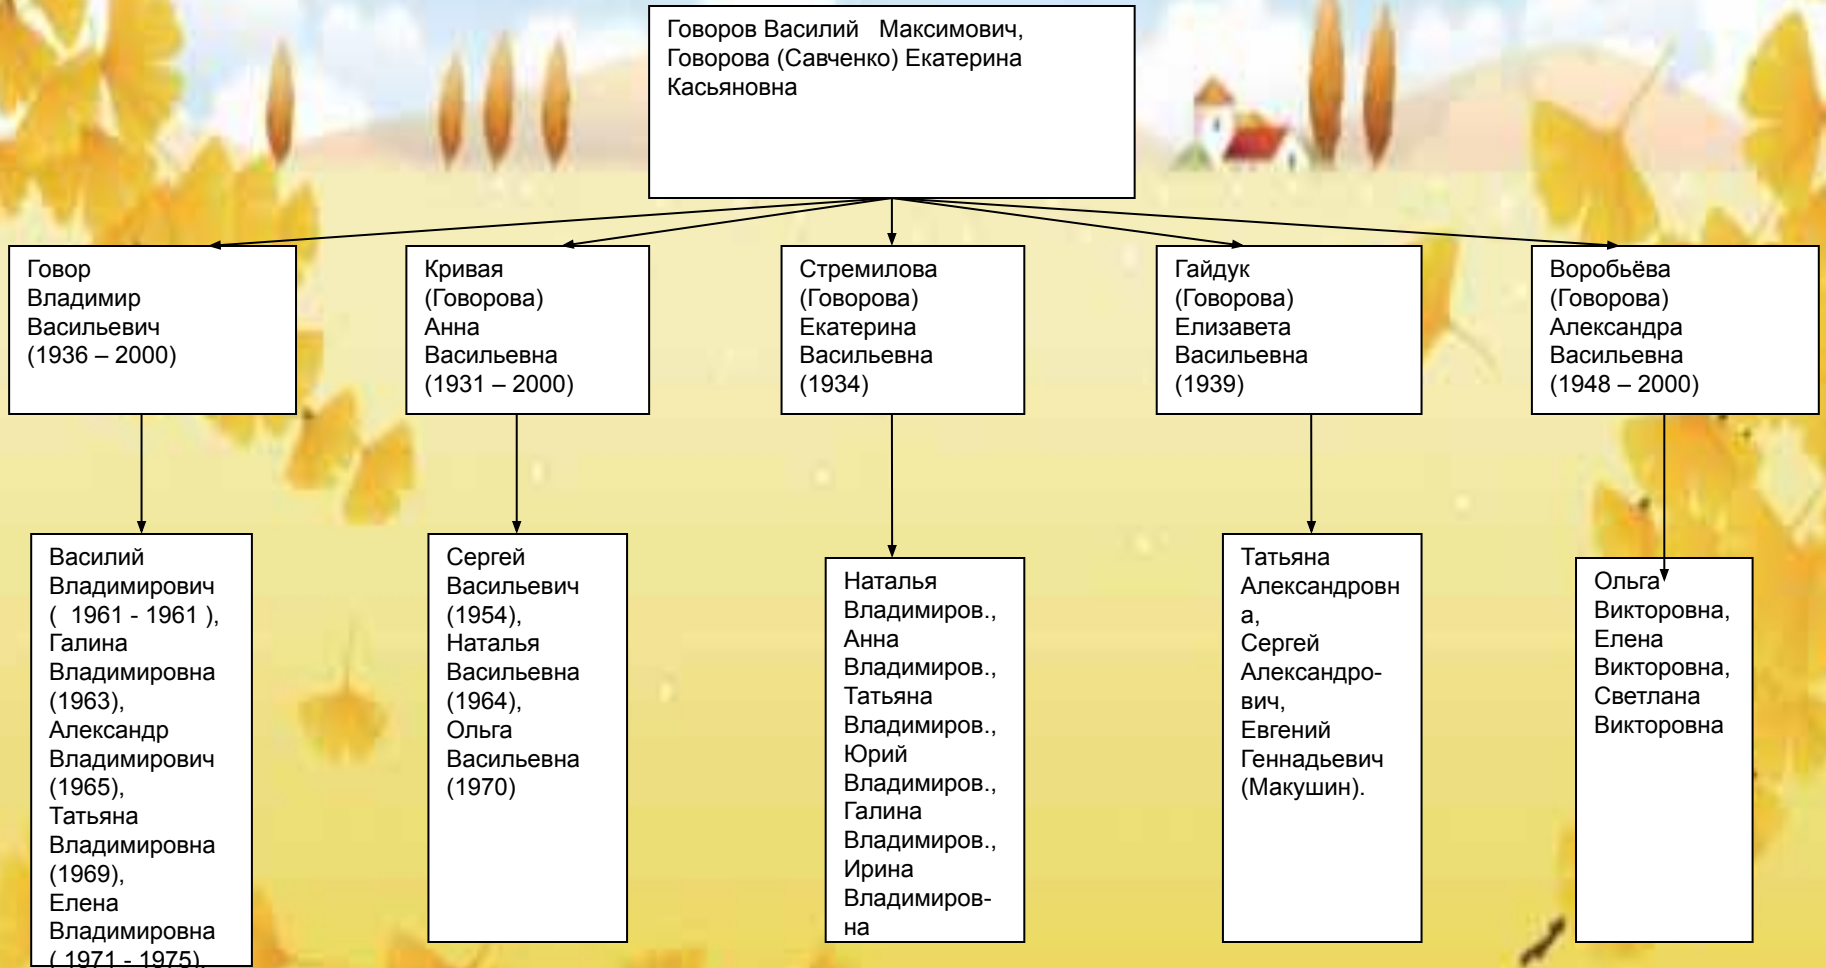 Говоров Василий Максимович,
Говорова (Савченко) Екатерина
Касьяновна
Говор
Владимир
Васильевич
(1936 – 2000)
Кривая
(Говорова)
Анна
Васильевна
(1931 – 2000)
Стремилова
(Говорова)
Екатерина
Васильевна
(1934)
Гайдук
(Говорова)
Елизавета
Васильевна
(1939)
Воробьёва
(Говорова)
Александра
Васильевна
(1948 – 2000)
Василий
Владимирович
( 1961 - 1961 ),
Галина
Владимировна
(1963),
Александр
Владимирович
(1965),
Татьяна
Владимировна
(1969),
Елена
Владимировна
( 1971 - 1975).
Сергей
Васильевич
(1954),
Наталья
Васильевна
(1964),
Ольга
Васильевна
(1970)
Наталья
Владимиров.,
Анна
Владимиров.,
Татьяна
Владимиров.,
Юрий
Владимиров.,
Галина
Владимиров.,
Ирина
Владимиров-
на
Татьяна
Александровн
а,
Сергей
Александро-
вич,
Евгений
Геннадьевич
(Макушин).
Ольга
Викторовна,
Елена
Викторовна,
Светлана
Викторовна